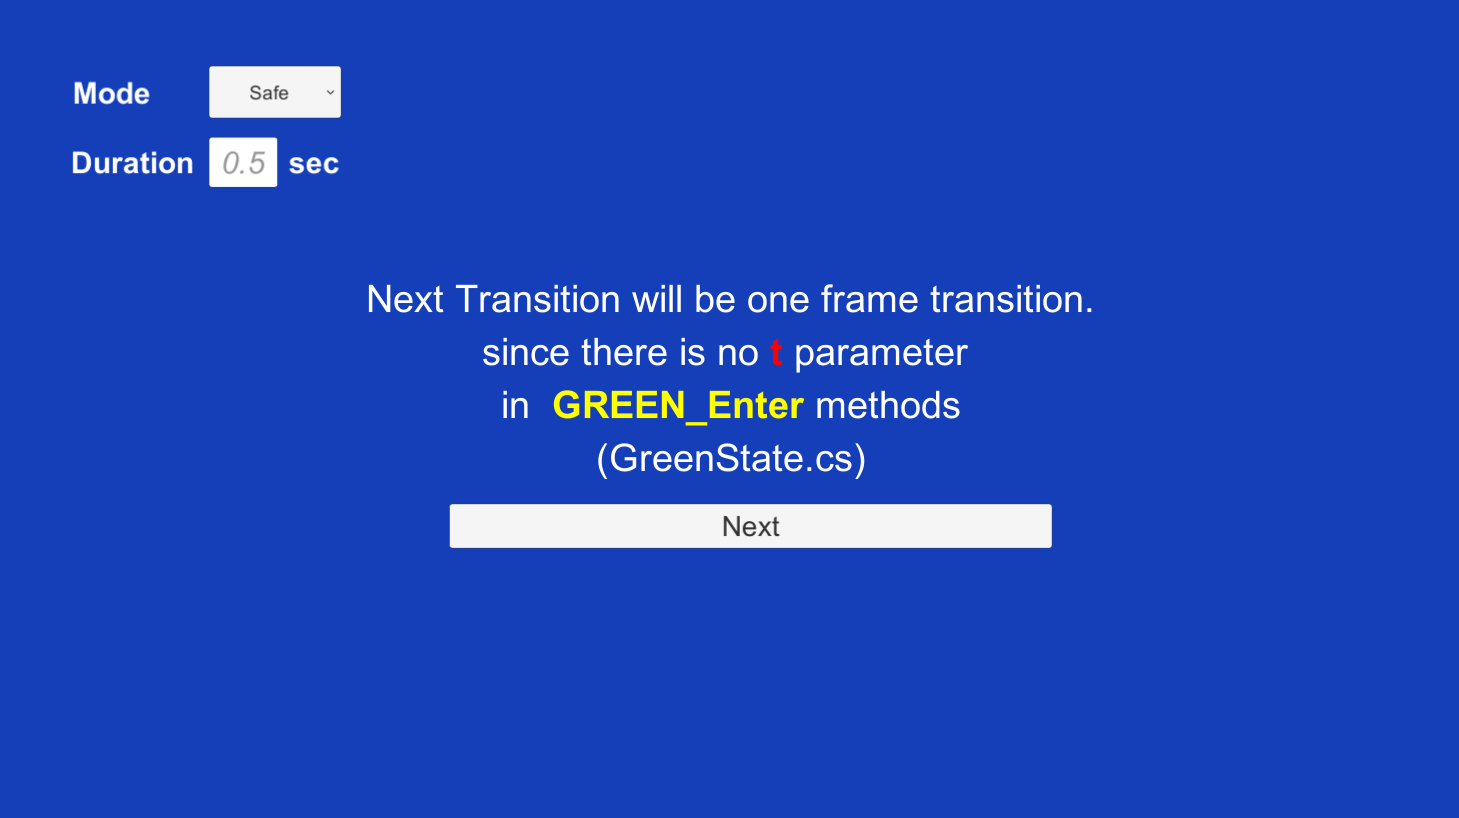 Mode Safe
Duration 0.5 sec
Next Transition will be one frame transition.
since there is no t parameter
in GREEN_Enter methods
(GreenState.cs)
Next